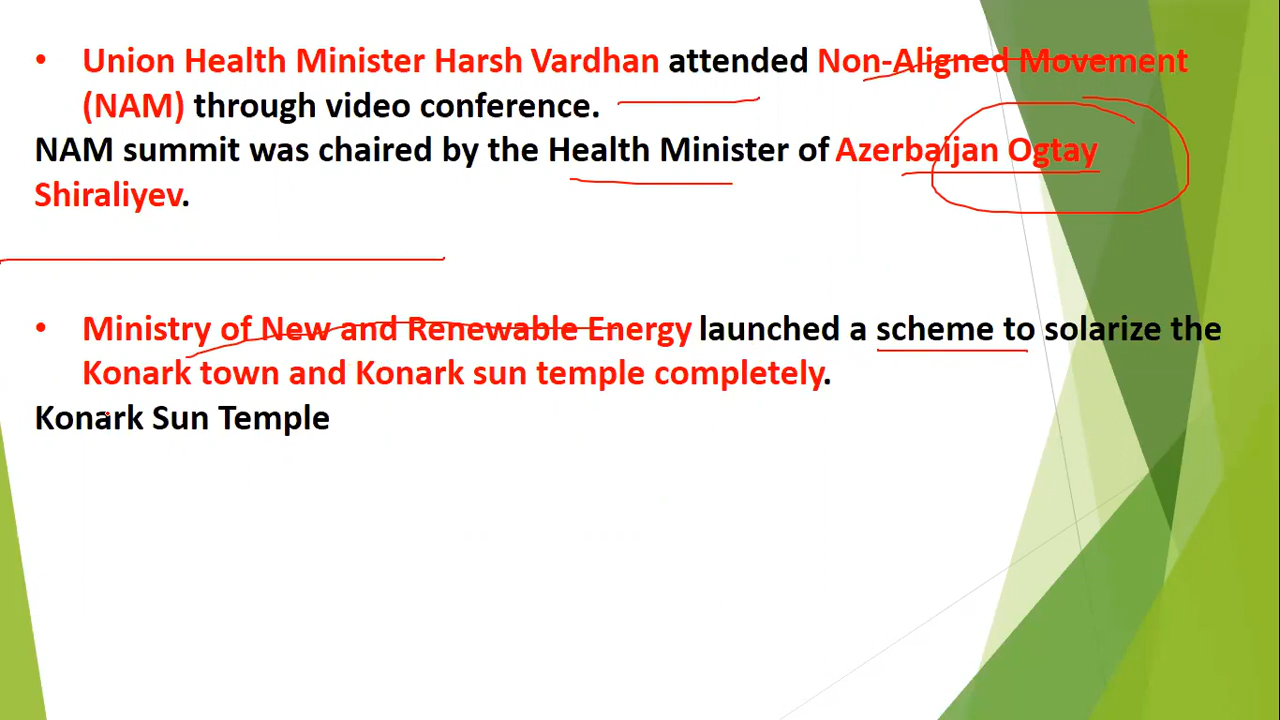 • Union Health Minister Harsh Vardhan attended Non-Aligned Movement
(NAM) through video conference.
NAM summit was chaired by the Health Minister of Azerbaijan Ogtay
Shiraliyev.
• Ministry of New and Renewable Energy launched a scheme to solarize the
Konark town and Konark sun temple completely.
Konark Sun Temple